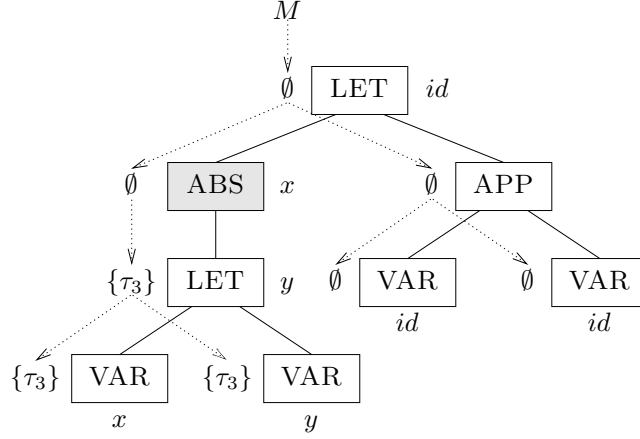 M
∅ LET id
∅ ABS x ∅ APP
{τ3} LET y ∅ VAR ∅ VAR
id id
{τ3} VAR {τ3} VAR
x y